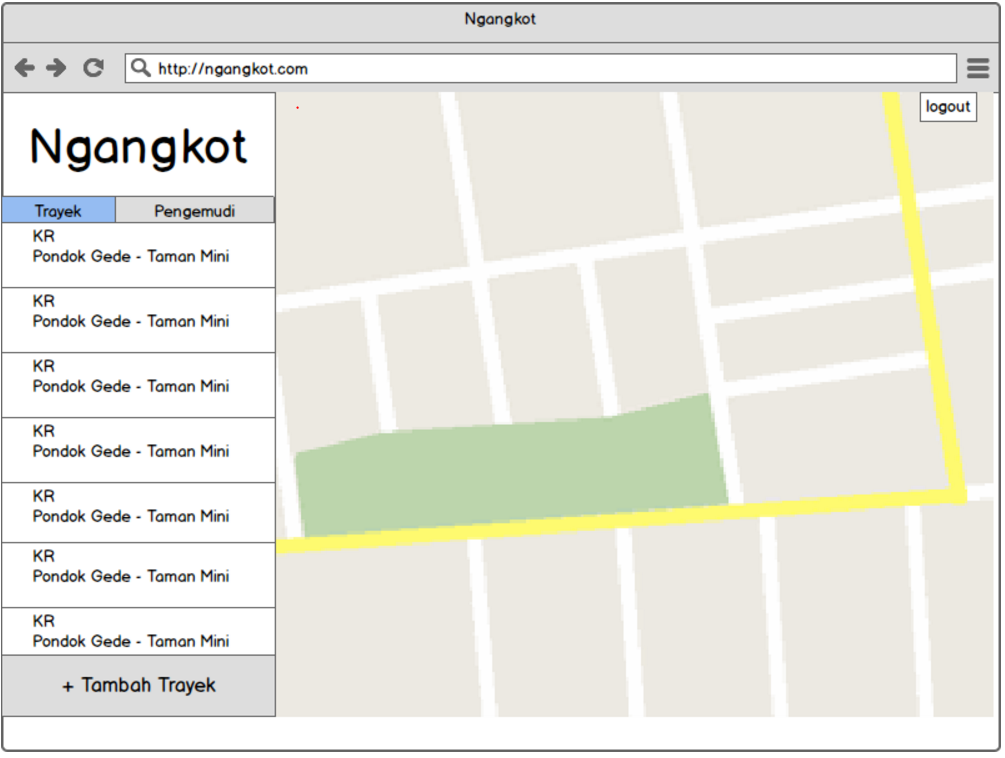 Ngangkot
http://ngangkot.com
logout
Ngangkot
Trayek Pengemudi
KR
Pondok Gede - Taman Mini
KR
Pondok Gede - Taman Mini
KR
Pondok Gede - Taman Mini
KR
Pondok Gede - Taman Mini
KR
Pondok Gede - Taman Mini
KR
Pondok Gede - Taman Mini
KR
Pondok Gede - Taman Mini
+ Tambah Trayek